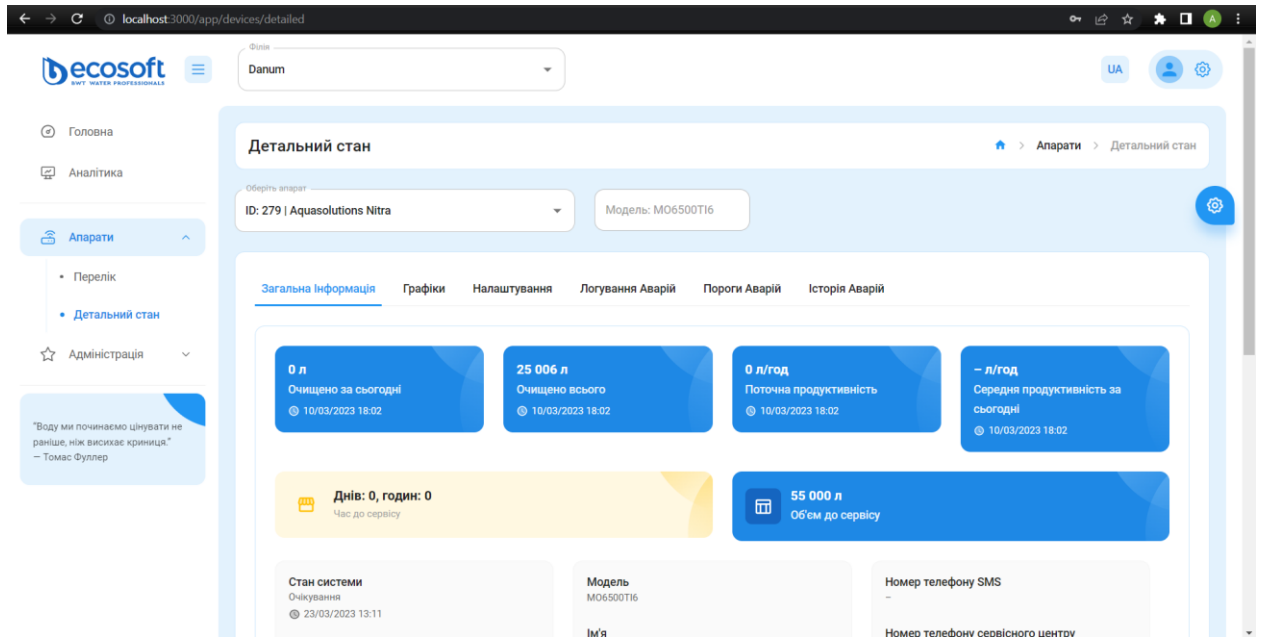 localhost:3000/app/devices/detailed
A
ecosoft
BWT WATER PROFESSIONALS
Філія
Danum
UA
Головна
Аналітика
Апарати
Перелік
Детальний стан
Адміністрація
"Воду ми починаємо цінувати не
раніше, ніж висихає криниця."
— Томас Фуллер
Детальний стан
Апарати
Детальний стан
Оберіть апарат
ID: 279 | Aquasolutions Nitra
Модель: MO6500TI6
Загальна Інформація
Графіки
Налаштування
Логування Аварій
Пороги Аварій
Історія Аварій
0 л
Очищено за сьогодні
10/03/2023 18:02
25 006 л
Очищено всього
10/03/2023 18:02
0 л/год
Поточна продуктивність
10/03/2023 18:02
– л/год
Середня продуктивність за
сьогодні
10/03/2023 18:02
Днів: 0, годин: 0
Час до сервісу
55 000 л
Об'єм до сервісу
Стан системи
Очікування
23/03/2023 13:11
Модель
MO6500TI6
Ім'я
Номер телефону SMS
–
Номер телефону сервісного центру